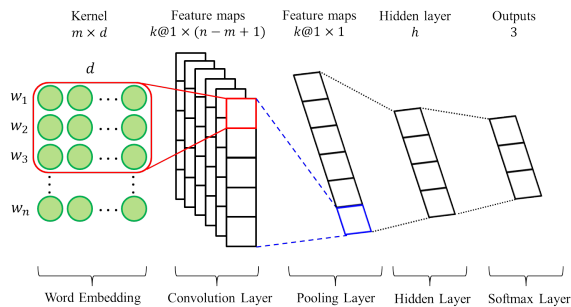 Kernel
m × d
Feature maps
k@1 × (n − m + 1)
Feature maps
k@1 × 1
Hidden layer
h
Outputs
3
d
w₁
w₂
w₃
wₙ
Word Embedding
Convolution Layer
Pooling Layer
Hidden Layer
Softmax Layer